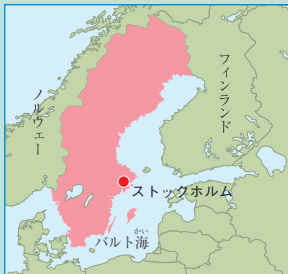 フィンランド
ノルウェー
ストックホルム
かい
バルト海